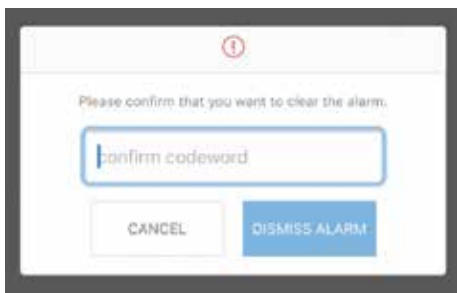 Please confirm that you want to clear the alarm.
confirm codeword
CANCEL
DISMISS ALARM